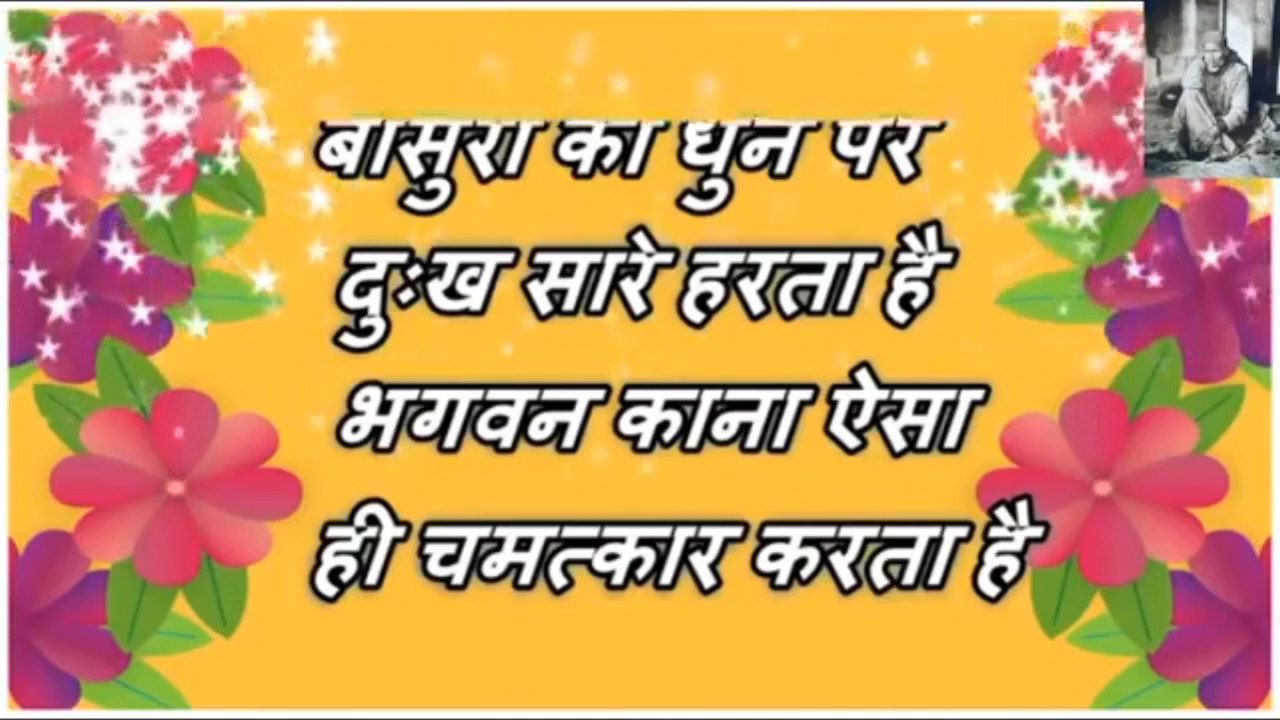 बासुरा का धुन पर
दुःख सारे हरता है
भगवन काना ऐसा
ही चमत्कार करता है